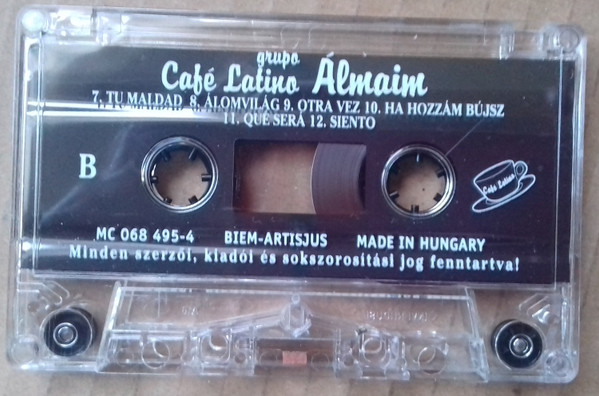 grupo
Café Latino Álmaim
7. TU MALDAD 8. ÁLOMVILÁG 9. OTRA VEZ 10. HA HOZZÁM BÚJSZ
11. QUÉ SERÁ 12. SIENTO
B
Café Latino
MC 068 495-4 BIEM-ARTISJUS MADE IN HUNGARY
Minden szerzői, kiadói és sokszorosítási jog fenntartva!